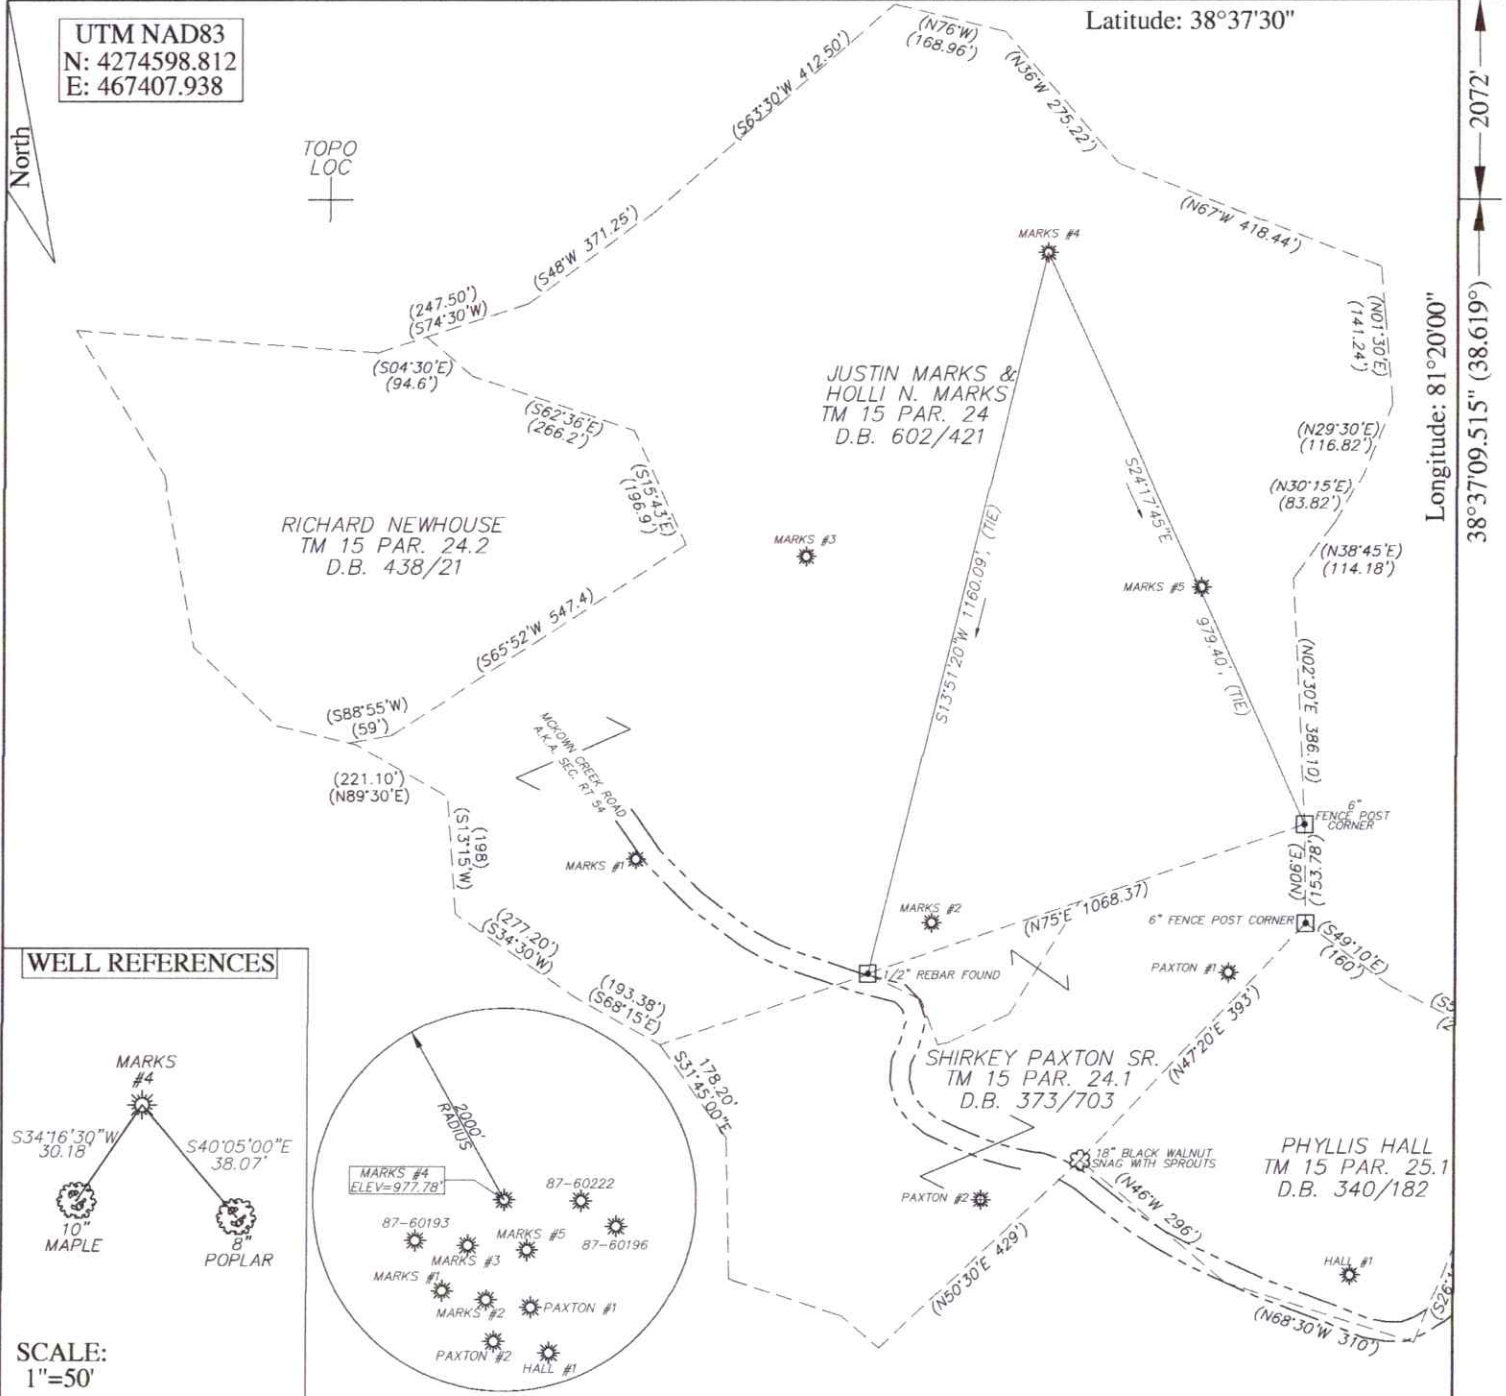 UTM NAD83
N: 4274598.812
E: 467407.938
Latitude: 38°37'30"
2072'
North
TOPO
LOC
(S63°30'W 412.50')
(N76°W)
(168.96')
(N36°W 275.22')
(N67°W 418.44')
MARKS #4
(S48°W 371.25')
(247.50')
(S74°30'W)
(S04°30'E)
(94.6')
(S62°36'E)
(266.2')
(S15°43'E)
(196.9')
JUSTIN MARKS &
HOLLI N. MARKS
TM 15 PAR. 24
D.B. 602/421
(N01°30'E)
(141.24')
Longitude: 81°20'00"
38°37'09.515" (38.619°)
(N29°30'E)
(116.82')
(N30°15'E)
(83.82')
(N38°45'E)
(114.18')
RICHARD NEWHOUSE
TM 15 PAR. 24.2
D.B. 438/21
MARKS #3
S13°51'20"W 1160.09', (TIE)
S24°17'45"E
979.40', (TIE)
MARKS #5
(S65°52'W 547.4)
(S88°55'W)
(59')
(221.10')
(N89°30'E)
(198)
(S13°15'W)
MCKOWN CREEK ROAD
A.K.A. SEC. RT 54
MARKS #1
(N02°30'E 386.10)
6"
FENCE POST
CORNER
(153.78')
(3.90N)
MARKS #2
(N75°E 1068.37)
6" FENCE POST CORNER
(S49°10'E)
(160')
PAXTON #1
1/2" REBAR FOUND
(277.20')
(S34°30'W)
(193.38')
(S68°15'E)
178.20'
S31°45'00"E
(N47°20'E 393')
SHIRKEY PAXTON SR.
TM 15 PAR. 24.1
D.B. 373/703
18" BLACK WALNUT
SNAG WITH SPROUTS
PHYLLIS HALL
TM 15 PAR. 25.1
D.B. 340/182
PAXTON #2
(N46°W 296')
(N50°30'E 429')
HALL #1
(N68°30'W 310')
WELL REFERENCES
MARKS
#4
S34°16'30"W
30.18'
S40°05'00"E
38.07'
10"
MAPLE
8"
POPLAR
SCALE:
1"=50'
2000'
RADIUS
MARKS #4
ELEV=977.78'
87-60222
87-60193
87-60196
MARKS #5
MARKS #3
MARKS #1
MARKS #2
PAXTON #1
PAXTON #2
HALL #1